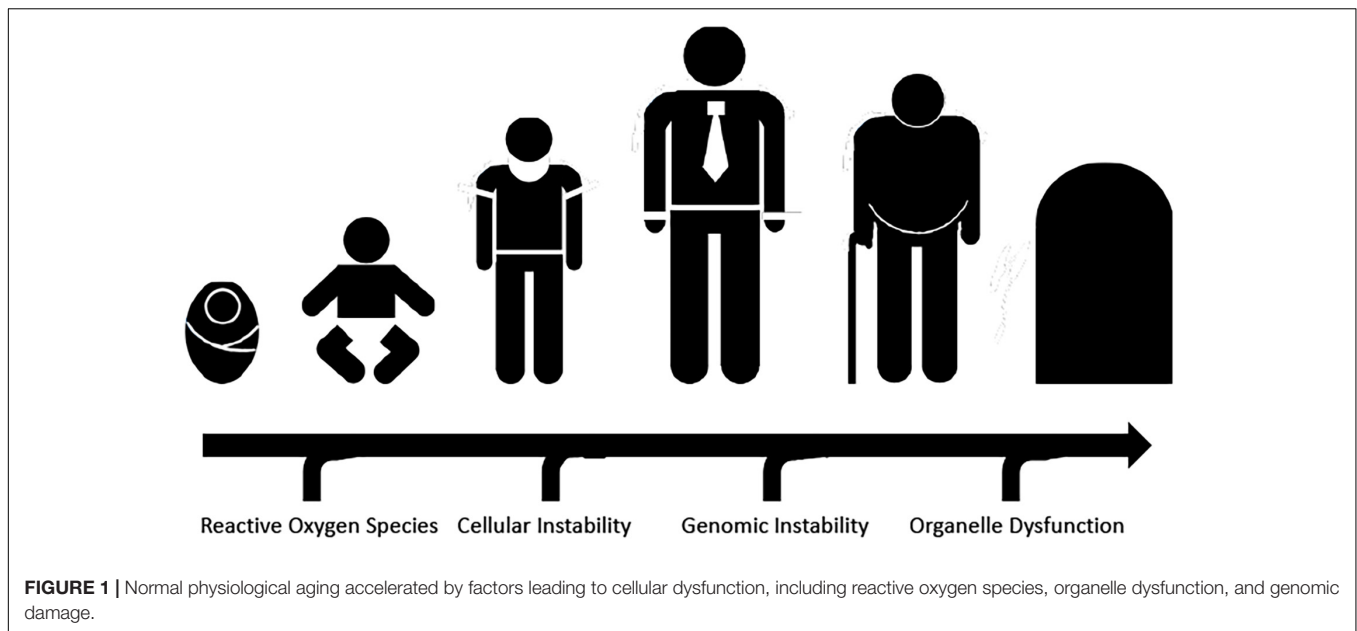 Reactive Oxygen Species Cellular Instability Genomic Instability Organelle Dysfunction
FIGURE 1 | Normal physiological aging accelerated by factors leading to cellular dysfunction, including reactive oxygen species, organelle dysfunction, and genomic
damage.